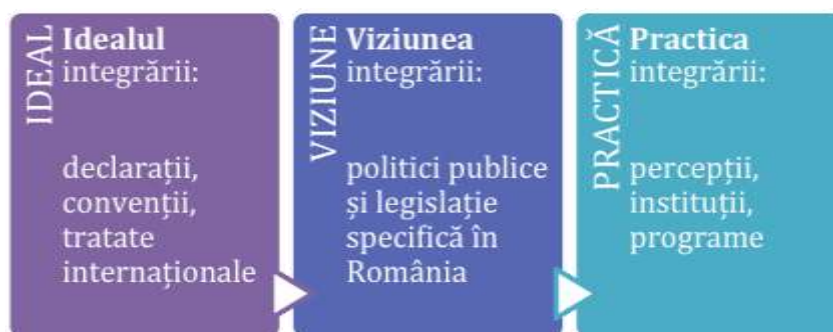 IDEAL
Idealul
integrării:
declarații,
convenții,
tratate
internaționale
VIZIUNE
Viziunea
integrării:
politici publice
și legislație
specifică în
România
PRACTICĂ
Practica
integrării:
percepții,
instituții,
programe